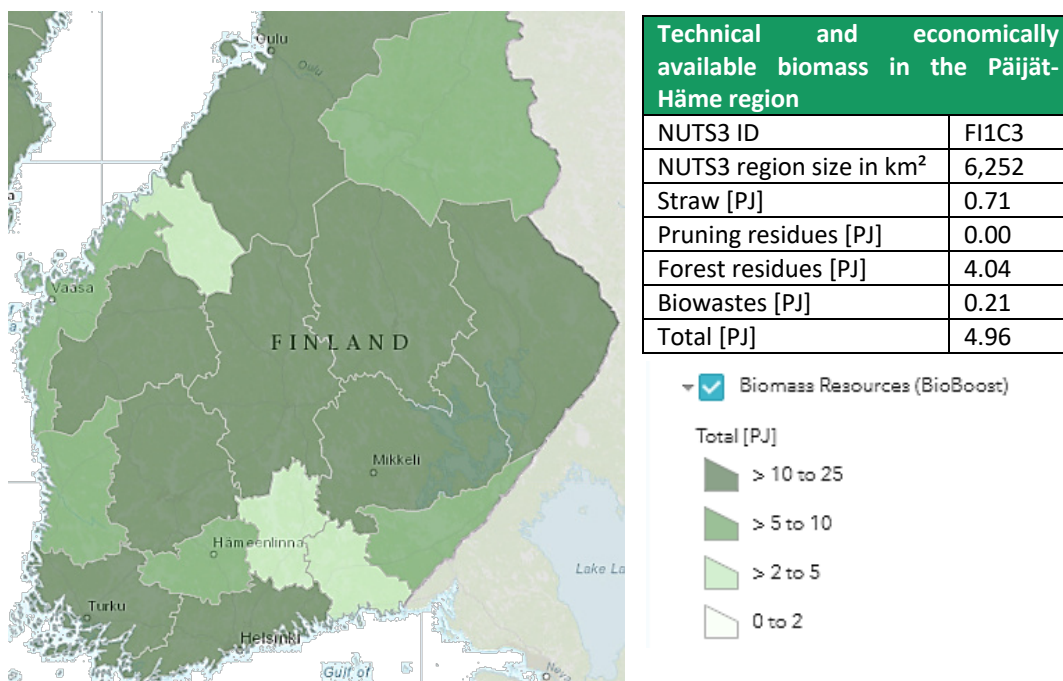 Oulu
Oulu
Vaasa
FINLAND
Mikkeli
Hämeenlinna
Turku
Helsinki
Gulf of
Neva
Lake La
Technical and economically
available biomass in the Päijät-
Häme region
NUTS3 ID FI1C3
NUTS3 region size in km² 6,252
Straw [PJ] 0.71
Pruning residues [PJ] 0.00
Forest residues [PJ] 4.04
Biowastes [PJ] 0.21
Total [PJ] 4.96
Biomass Resources (BioBoost)
Total [PJ]
> 10 to 25
> 5 to 10
> 2 to 5
0 to 2